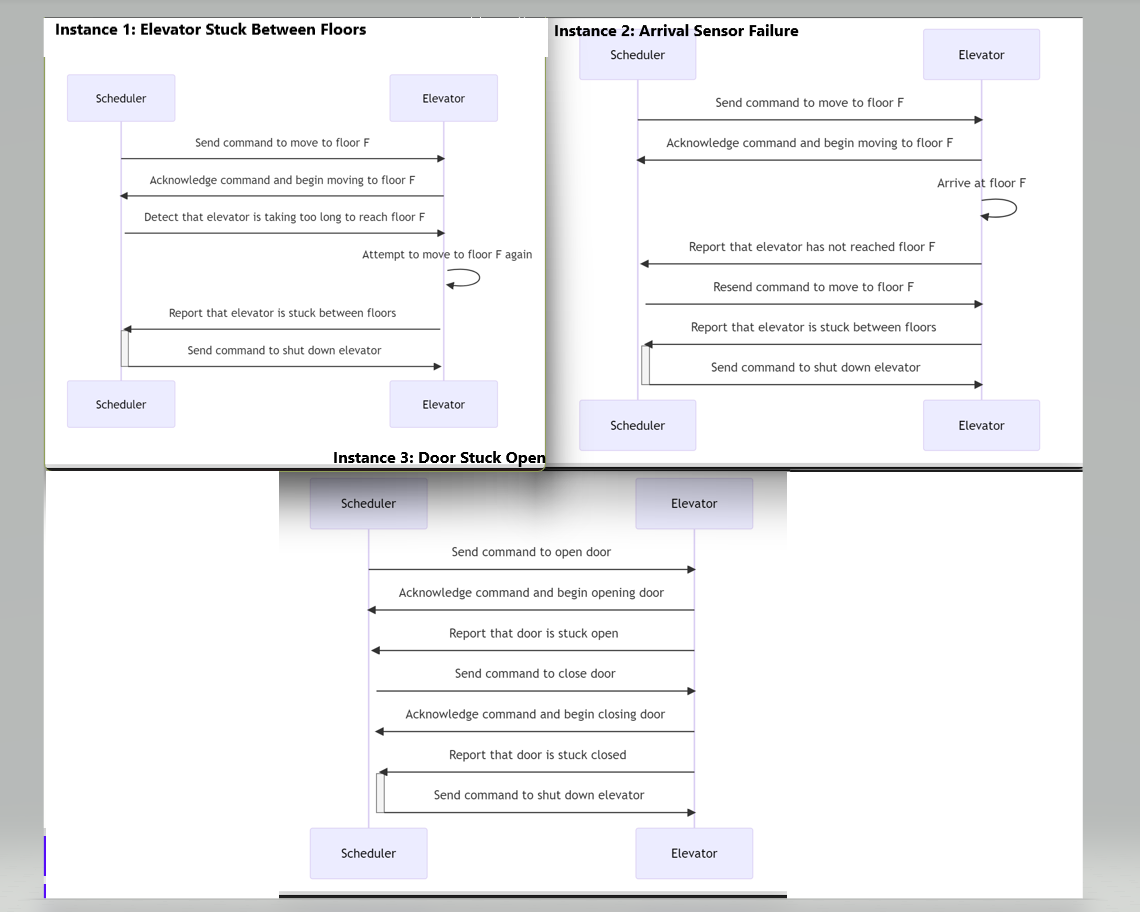 Instance 1: Elevator Stuck Between Floors
Scheduler
Elevator
Send command to move to floor F
Acknowledge command and begin moving to floor F
Detect that elevator is taking too long to reach floor F
Attempt to move to floor F again
Report that elevator is stuck between floors
Send command to shut down elevator
Scheduler
Elevator
Instance 2: Arrival Sensor Failure
Scheduler
Elevator
Send command to move to floor F
Acknowledge command and begin moving to floor F
Arrive at floor F
Report that elevator has not reached floor F
Resend command to move to floor F
Report that elevator is stuck between floors
Send command to shut down elevator
Scheduler
Elevator
Instance 3: Door Stuck Open
Scheduler
Elevator
Send command to open door
Acknowledge command and begin opening door
Report that door is stuck open
Send command to close door
Acknowledge command and begin closing door
Report that door is stuck closed
Send command to shut down elevator
Scheduler
Elevator